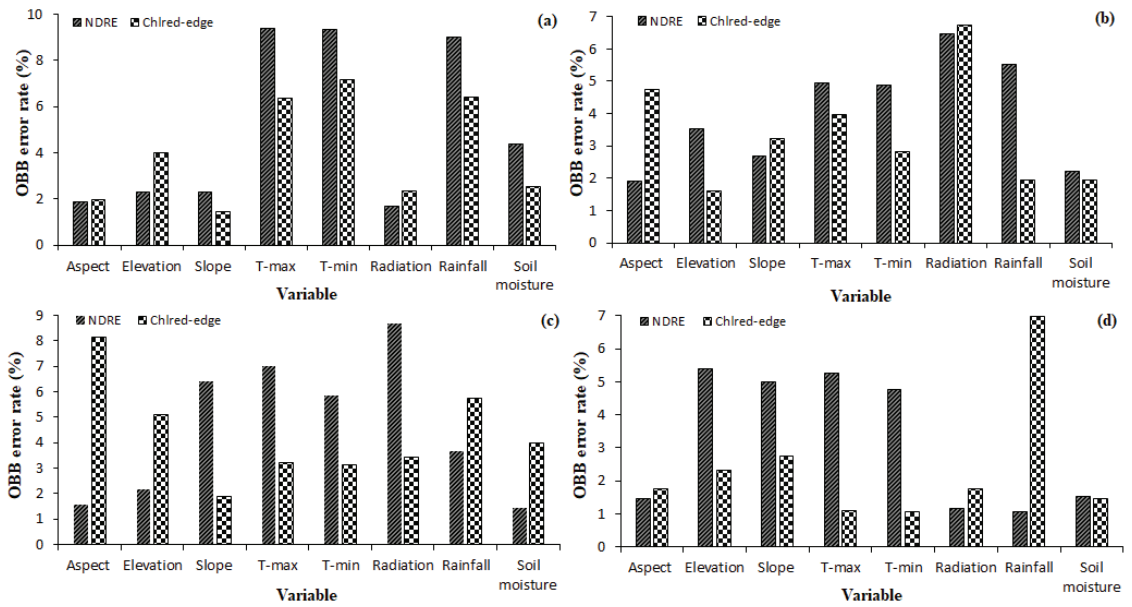 (a)
NDRE Chlred-edge
OBB error rate (%)
10
8
6
4
2
0
Aspect Elevation Slope T-max T-min Radiation Rainfall Soil moisture
Variable
(b)
NDRE Chlred-edge
OBB error rate (%)
7
6
5
4
3
2
1
0
Aspect Elevation Slope T-max T-min Radiation Rainfall Soil moisture
Variable
(c)
NDRE Chlred-edge
OBB error rate (%)
9
8
7
6
5
4
3
2
1
0
Aspect Elevation Slope T-max T-min Radiation Rainfall Soil moisture
Variable
(d)
NDRE Chlred-edge
OBB error rate (%)
7
6
5
4
3
2
1
0
Aspect Elevation Slope T-max T-min Radiation Rainfall Soil moisture
Variable